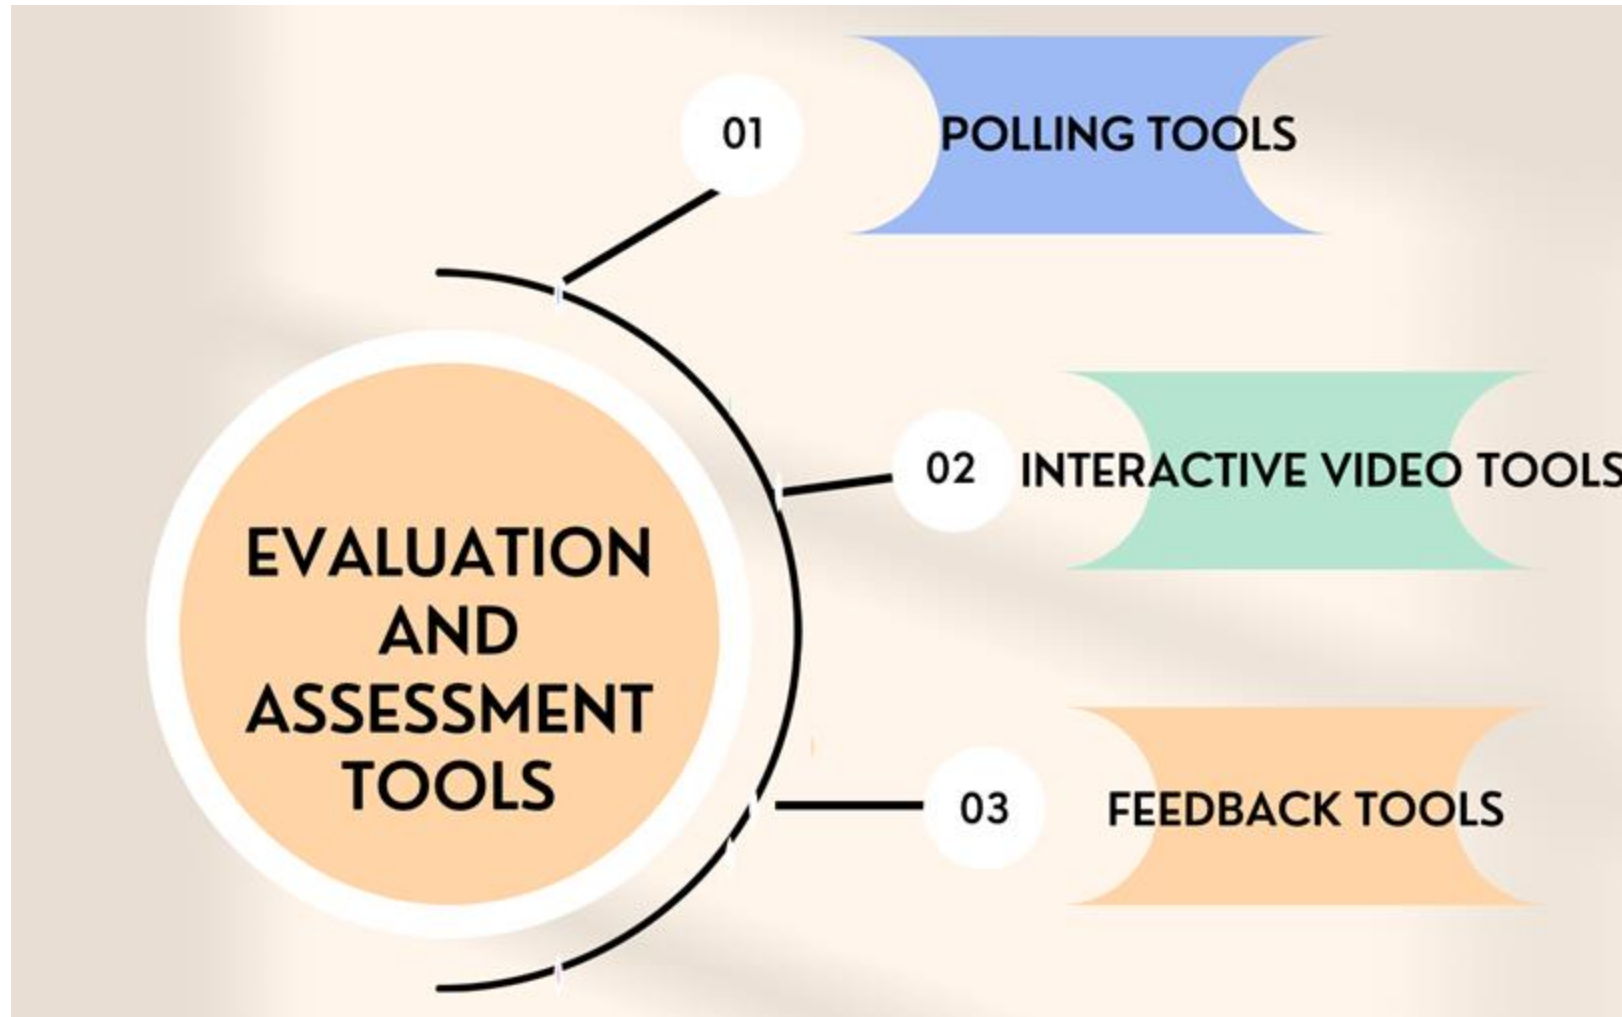 01
POLLING TOOLS
02
INTERACTIVE VIDEO TOOLS
EVALUATION
AND
ASSESSMENT
TOOLS
03
FEEDBACK TOOLS